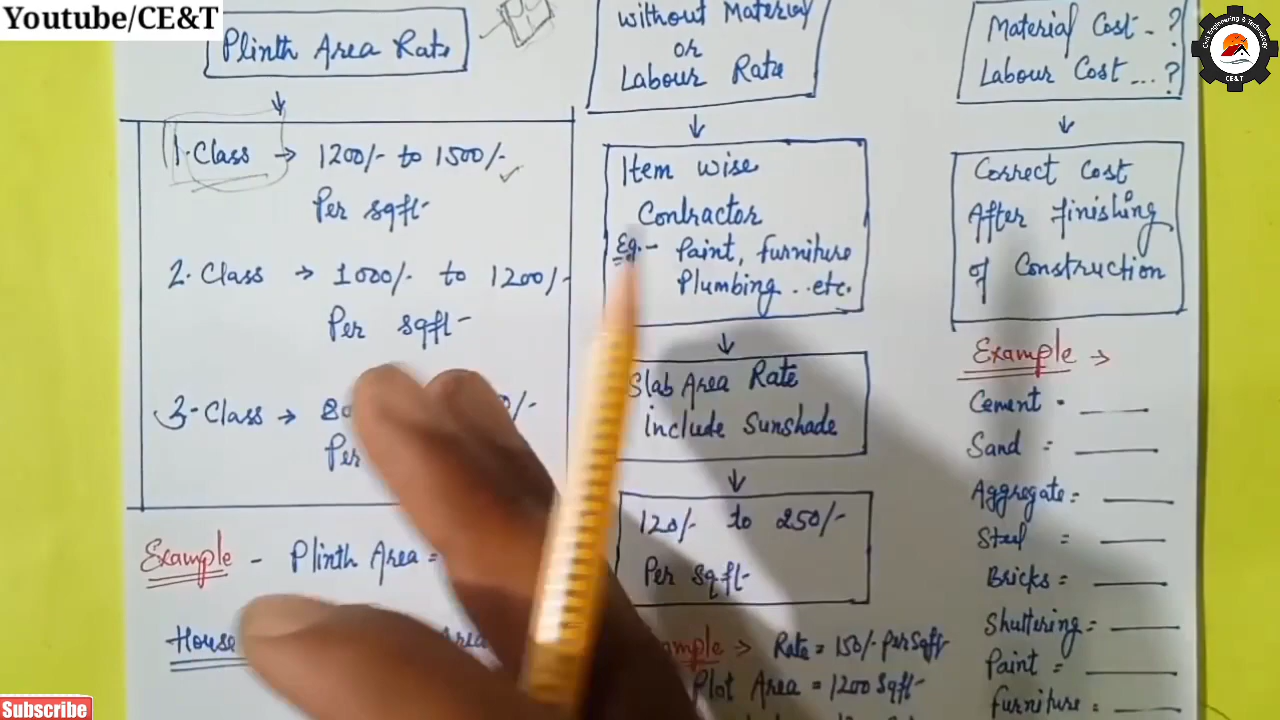 Youtube/CE&T
Plinth Area Rate
1. Class → 1200/- to 1500/-
Per sqft
2. Class → 1000/- to 1200/-
Per sqft
3- Class →
Per
Example - Plinth Area =
House
without Material
or
Labour Rate
Item wise
Contractor
Eg.- Paint, furniture
Plumbing ..etc.
Slab Area Rate
include Sunshade
120/- to 250/-
Per sqft
→ Rate = 150/- per Sqft
Plot Area = 1200 Sqft
Material Cost - ?
Labour Cost ... ?
Correct Cost
After finishing
of Construction
Example →
Cement =
Sand =
Aggregate =
Steel =
Bricks =
Shuttering =
Paint =
furniture =
Civil Engineering & Technology
CE&T
Subscribe